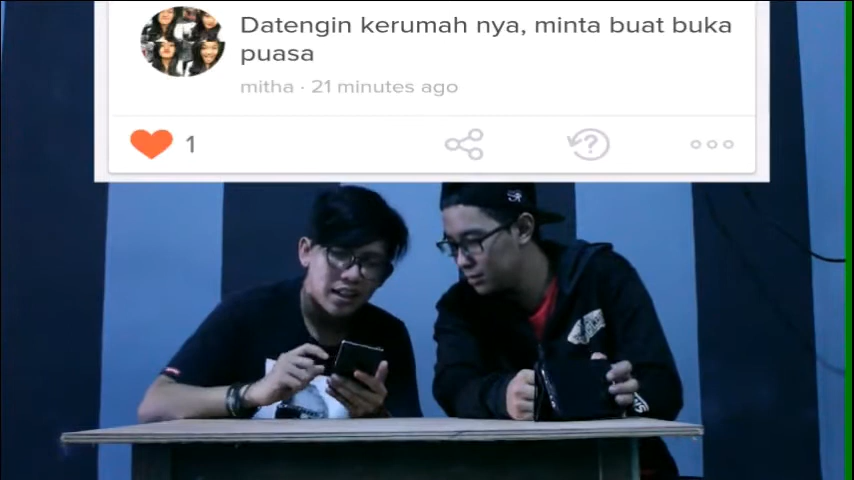 Datengin kerumah nya, minta buat buka
puasa
mitha · 21 minutes ago
1